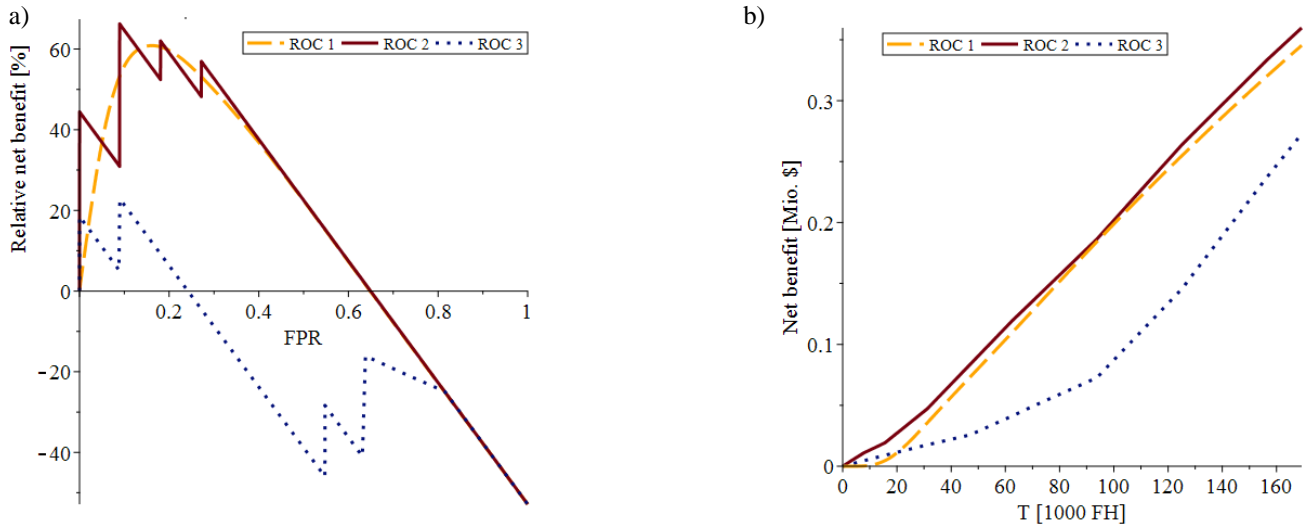 a)
Relative net benefit [%]
ROC 1 ROC 2 ROC 3
60
40
20
0
−20
−40
0.2 0.4 0.6 0.8 1
FPR
b)
Net benefit [Mio. $]
ROC 1 ROC 2 ROC 3
0.3
0.2
0.1
0
0 20 40 60 80 100 120 140 160
T [1000 FH]